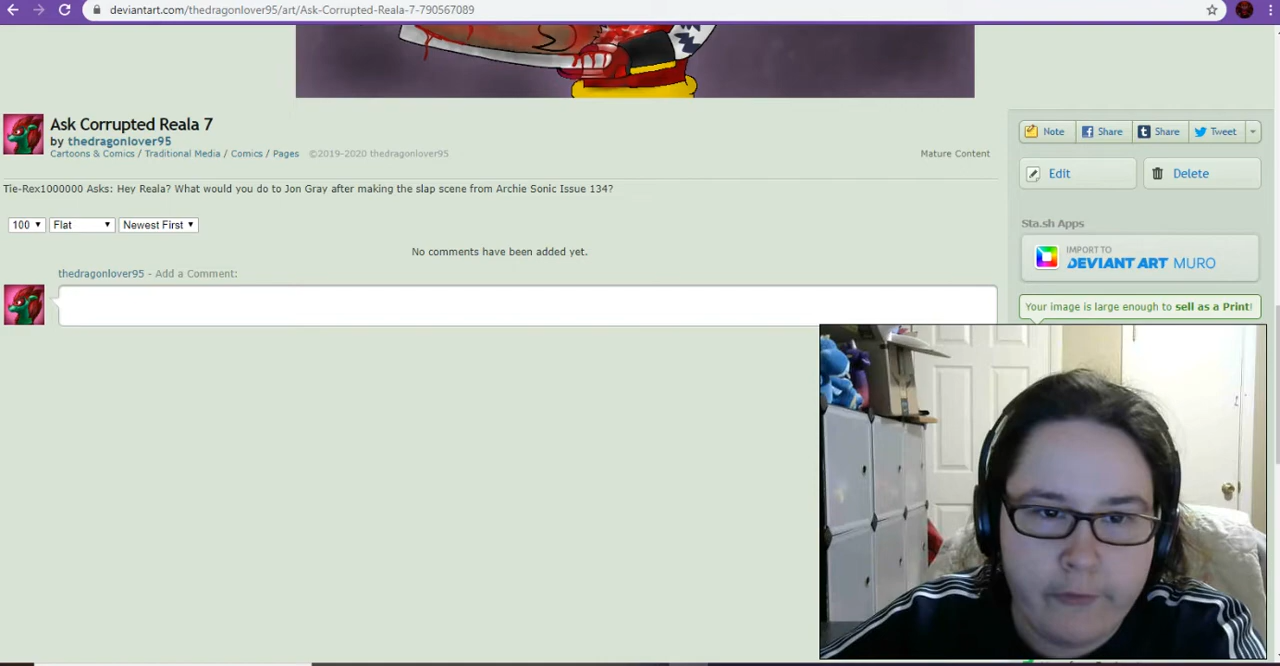 deviantart.com/thedragonlover95/art/Ask-Corrupted-Reala-7-790567089
Ask Corrupted Reala 7
by thedragonlover95
Cartoons & Comics / Traditional Media / Comics / Pages ©2019-2020 thedragonlover95
Mature Content
Note
Share
Share
Tweet
Edit
Delete
Tie-Rex1000000 Asks: Hey Reala? What would you do to Jon Gray after making the slap scene from Archie Sonic Issue 134?
100
Flat
Newest First
Sta.sh Apps
No comments have been added yet.
IMPORT TO
DEVIANT ART MURO
thedragonlover95 - Add a Comment:
Your image is large enough to sell as a Print!